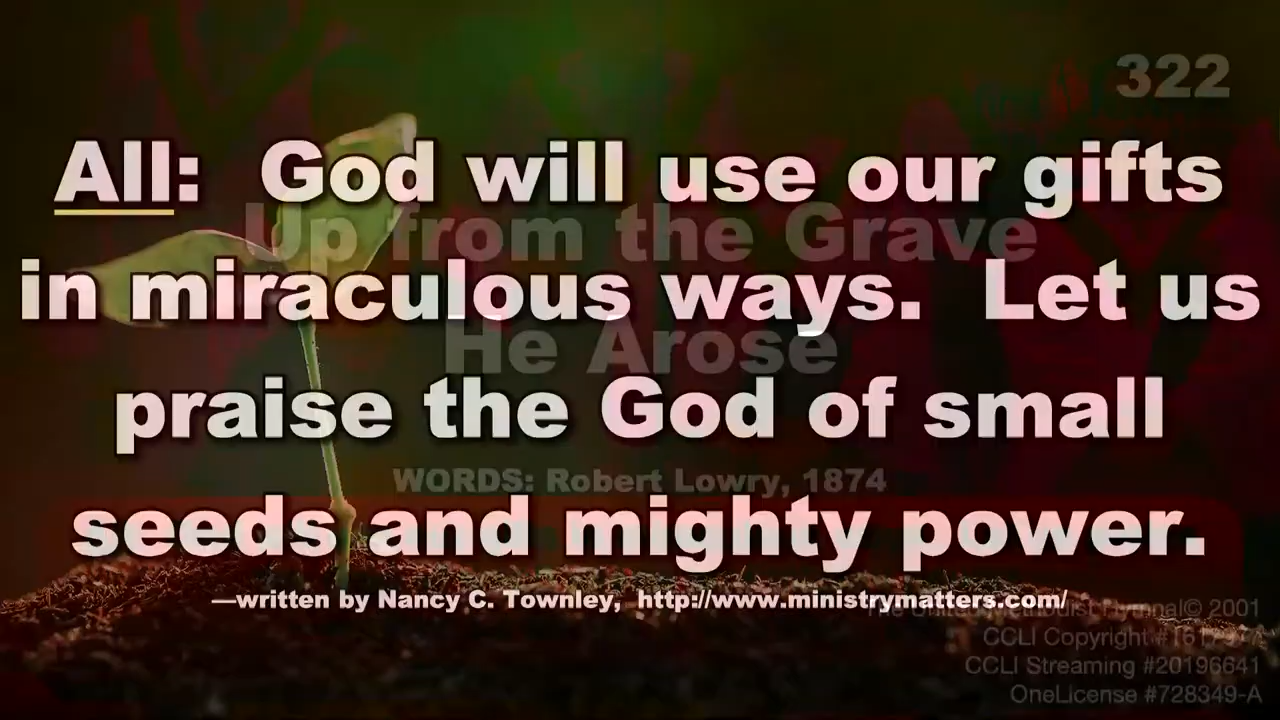 322
All: God will use our gifts
Up from the Grave
in miraculous ways. Let us
He Arose
praise the God of small
WORDS: Robert Lowry, 1874
seeds and mighty power.
—written by Nancy C. Townley, http://www.ministrymatters.com/
The United Methodist Hymnal© 2001
CCLI Copyright
CCLI Streaming #20196641
OneLicense #728349-A